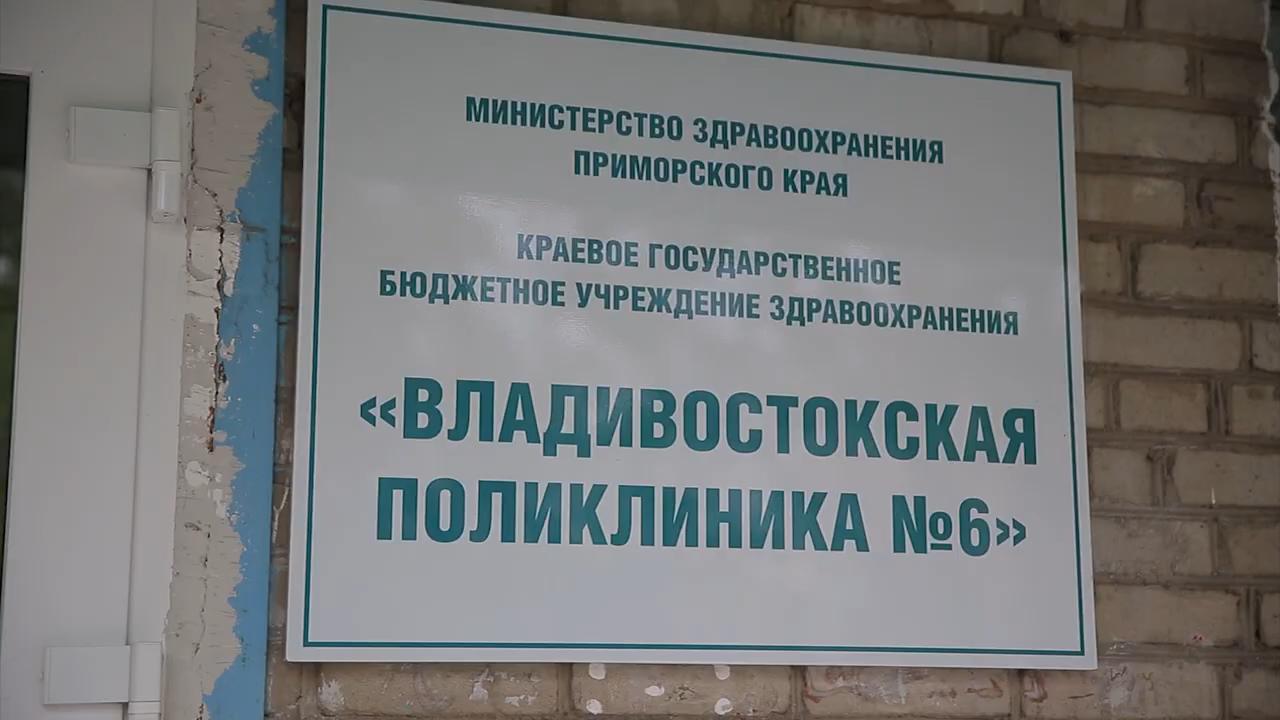 МИНИСТЕРСТВО ЗДРАВООХРАНЕНИЯ
ПРИМОРСКОГО КРАЯ
КРАЕВОЕ ГОСУДАРСТВЕННОЕ
БЮДЖЕТНОЕ УЧРЕЖДЕНИЕ ЗДРАВООХРАНЕНИЯ
«ВЛАДИВОСТОКСКАЯ
ПОЛИКЛИНИКА №6»